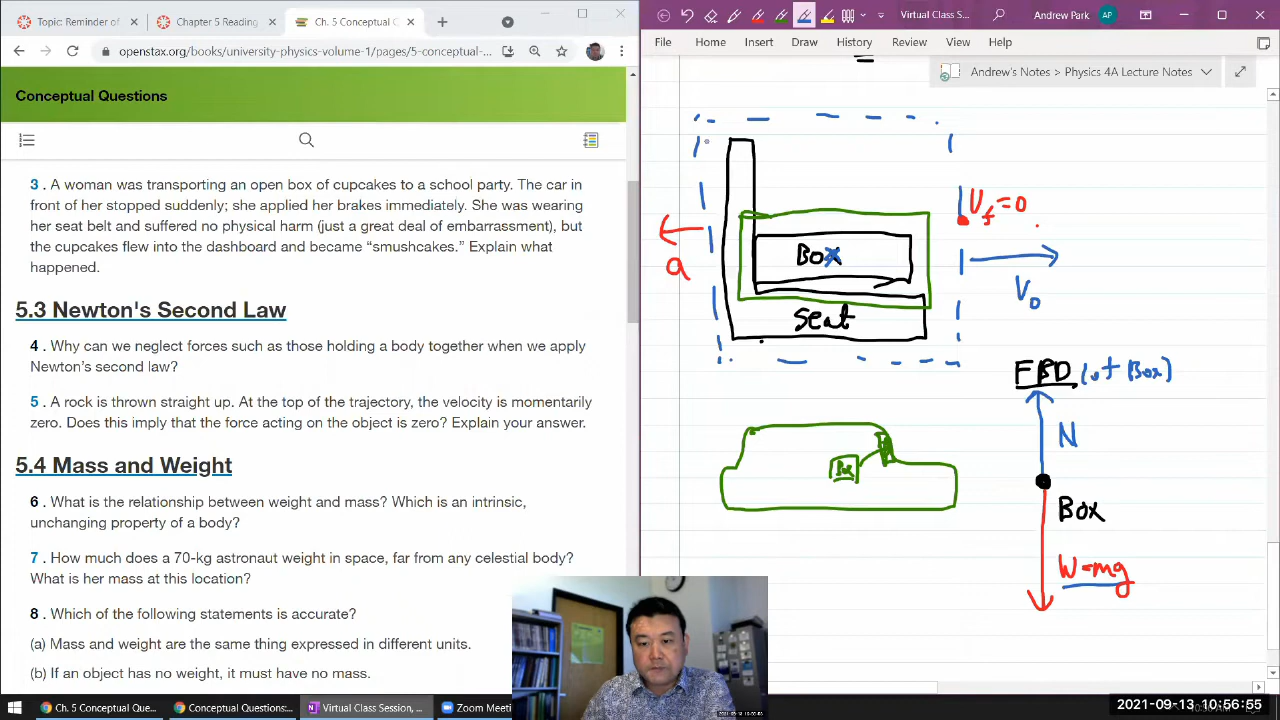 Topic Reminders
Chapter 5 Reading
Ch. 5 Conceptual C
openstax.org/books/university-physics-volume-1/pages/5-conceptual-...
Conceptual Questions
3 . A woman was transporting an open box of cupcakes to a school party. The car in
front of her stopped suddenly; she applied her brakes immediately. She was wearing
her seat belt and suffered no physical harm (just a great deal of embarrassment), but
the cupcakes flew into the dashboard and became “smushcakes.” Explain what
happened.
5.3 Newton's Second Law
4 . Why can we neglect forces such as those holding a body together when we apply
Newton’s second law?
5 . A rock is thrown straight up. At the top of the trajectory, the velocity is momentarily
zero. Does this imply that the force acting on the object is zero? Explain your answer.
5.4 Mass and Weight
6 . What is the relationship between weight and mass? Which is an intrinsic,
unchanging property of a body?
7 . How much does a 70-kg astronaut weight in space, far from any celestial body?
What is her mass at this location?
8 . Which of the following statements is accurate?
(a) Mass and weight are the same thing expressed in different units.
(b) If an object has no weight, it must have no mass.
Virtual Class Session, ...
Andrew Park
AP
File Home Insert Draw History Review View
Andrew's Notes > Physics 4A Lecture Notes
Vf=0
Box
a
V0
Seat
FBD (of Box)
N
Box
Box
W=mg
Ch. 5 Conceptual Que...
Conceptual Questions:...
Virtual Class Session, ...
Zoom Meeti
2021-09-13 10:56:55